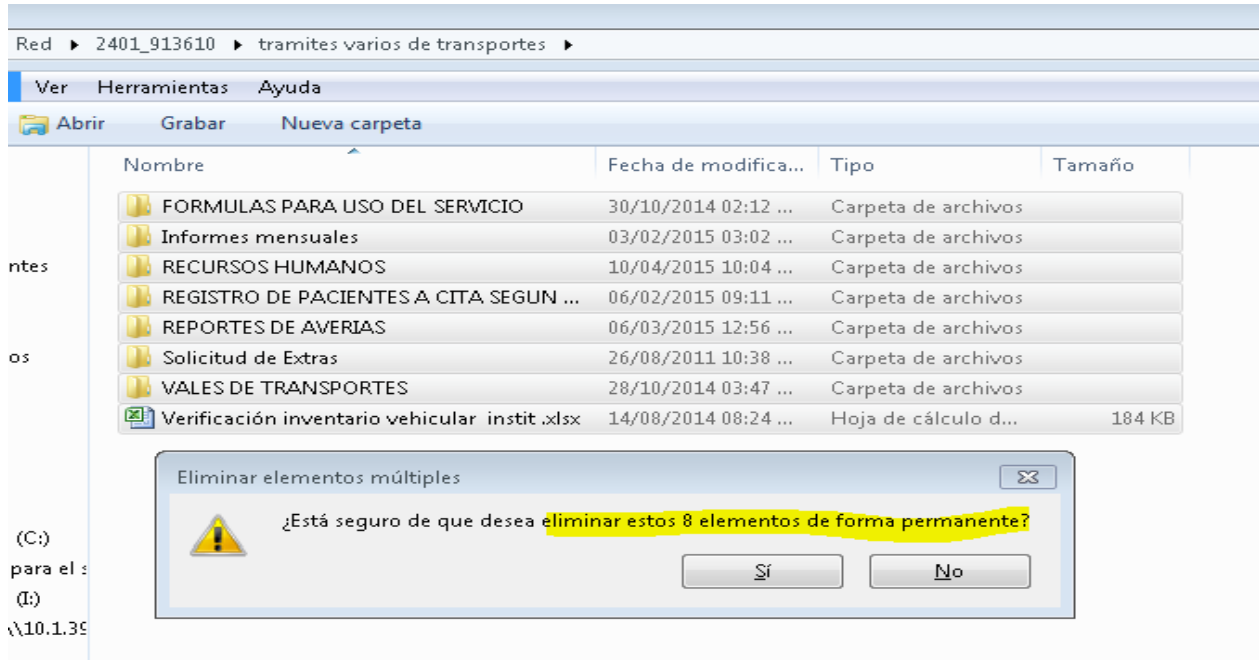 Red ▸ 2401_913610 ▸ tramites varios de transportes ▸
Ver Herramientas Ayuda
Abrir Grabar Nueva carpeta
Nombre Fecha de modifica... Tipo Tamaño
FORMULAS PARA USO DEL SERVICIO 30/10/2014 02:12 ... Carpeta de archivos
Informes mensuales 03/02/2015 03:02 ... Carpeta de archivos
ntes RECURSOS HUMANOS 10/04/2015 10:04 ... Carpeta de archivos
REGISTRO DE PACIENTES A CITA SEGUN ... 06/02/2015 09:11 ... Carpeta de archivos
REPORTES DE AVERIAS 06/03/2015 12:56 ... Carpeta de archivos
os Solicitud de Extras 26/08/2011 10:38 ... Carpeta de archivos
VALES DE TRANSPORTES 28/10/2014 03:47 ... Carpeta de archivos
Verificación inventario vehicular instit .xlsx 14/08/2014 08:24 ... Hoja de cálculo d... 184 KB
Eliminar elementos múltiples
¿Está seguro de que desea eliminar estos 8 elementos de forma permanente?
Sí No
(C:)
para el s
(I:)
\\10.1.39